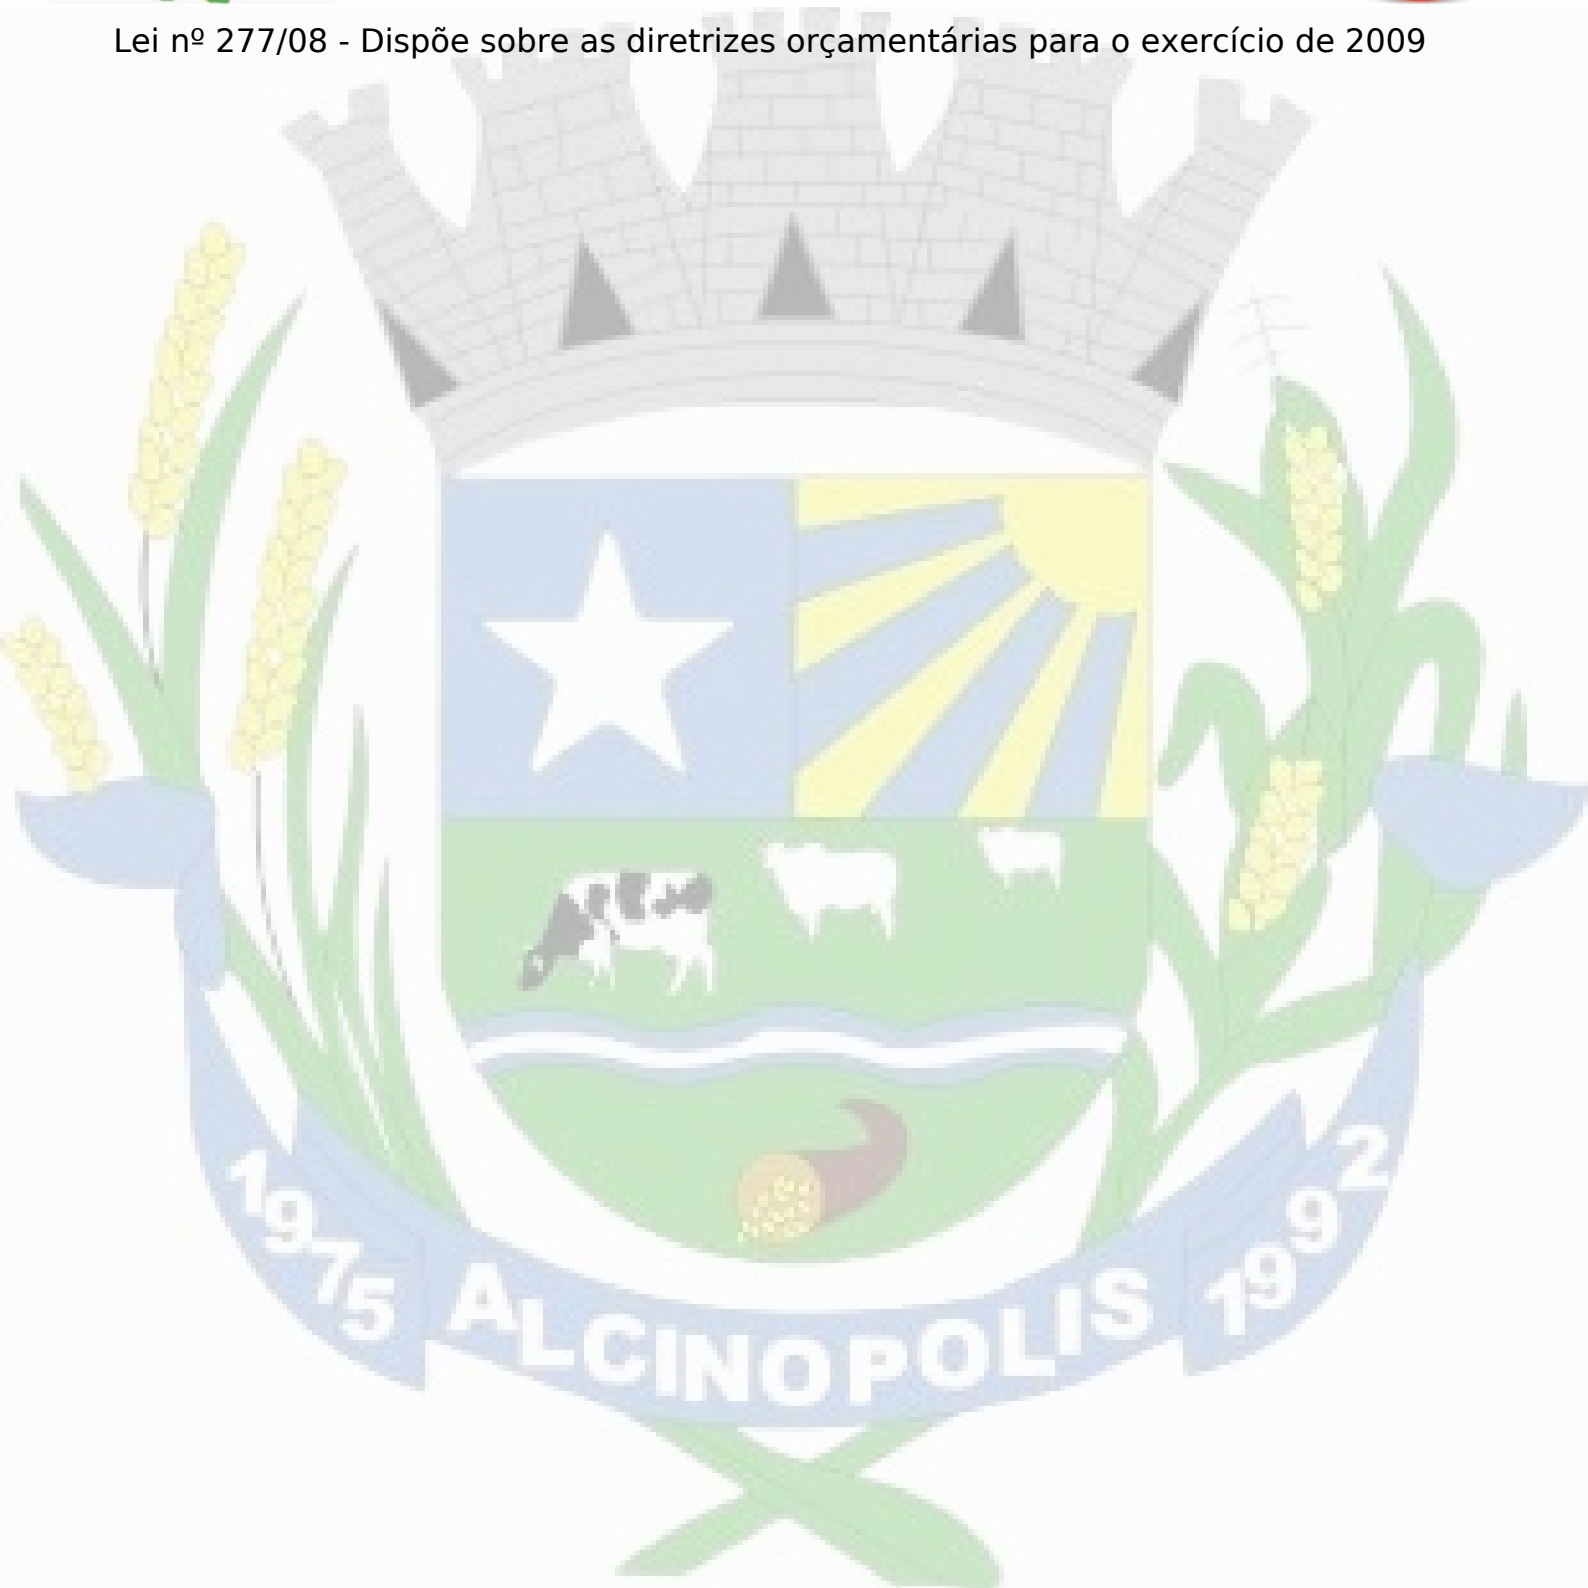 Lei nº 277/08 - Dispõe sobre as diretrizes orçamentárias para o exercício de 2009
1975 ALCINOPOLIS 1992